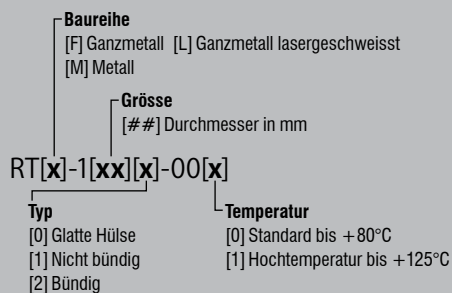 Baureihe
[F] Ganzmetall [L] Ganzmetall lasergeschweisst
[M] Metall
Grösse
[##] Durchmesser in mm
RT[x]-1[xx][x]-00[x]
Typ
[0] Glatte Hülse
[1] Nicht bündig
[2] Bündig
Temperatur
[0] Standard bis +80°C
[1] Hochtemperatur bis +125°C